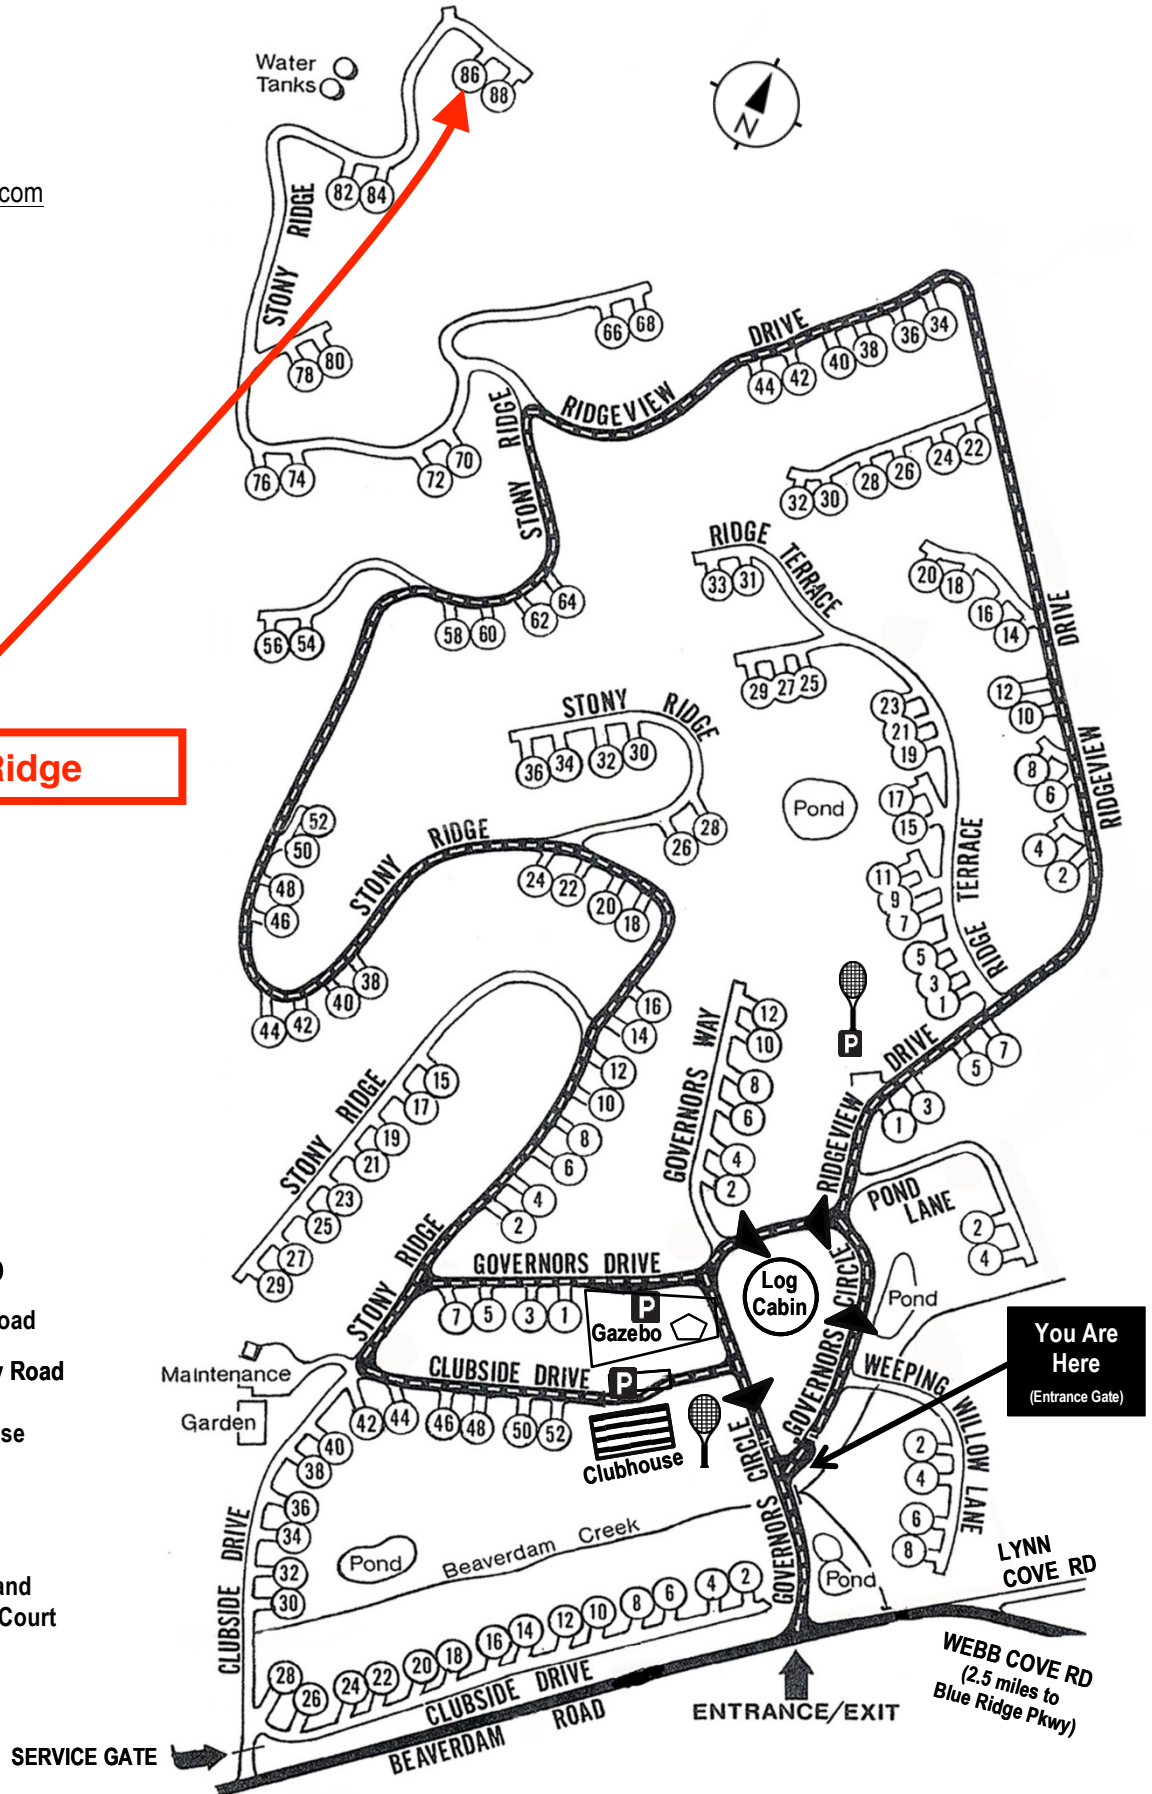 Water
Tanks
86
88
N
82
84
com
STONY RIDGE
78
80
66
68
DRIVE
44
42
40
38
36
34
RIDGEVIEW
RIDGE
STONY
76
74
72
70
32
30
28
26
24
22
RIDGE TERRACE
33
31
20
18
16
14
DRIVE
56
54
58
60
62
64
29
27
25
12
10
23
21
19
STONY RIDGE
36
34
32
30
28
26
Ridge
Pond
17
15
8
6
RIDGEVIEW
4
2
52
50
48
46
STONY RIDGE
24
22
20
18
11
9
7
5
3
1
RIDGE TERRACE
44
42
40
38
16
14
12
10
8
6
4
2
P
DRIVE
7
5
3
1
RIDGEVIEW
GOVERNORS WAY
12
10
8
6
4
2
STONY RIDGE
15
17
19
21
23
25
27
29
POND
LANE
2
4
STONY RIDGE
GOVERNORS DRIVE
7
5
3
1
P
Gazebo
Log
Cabin
GOVERNORS CIRCLE
Pond
You Are
Here
(Entrance Gate)
oad
Road
se
and
Court
Maintenance
Garden
CLUBSIDE DRIVE
P
42
44
46
48
50
52
Clubhouse
GOVERNORS CIRCLE
WEEPING WILLOW LANE
2
4
6
8
40
38
36
34
32
30
CLUBSIDE DRIVE
Pond
Beaverdam Creek
Pond
LYNN
COVE RD
28
26
24
22
20
18
16
14
12
10
8
6
4
2
CLUBSIDE DRIVE
BEAVERDAM ROAD
ENTRANCE/EXIT
WEBB COVE RD
(2.5 miles to
Blue Ridge Pkwy)
SERVICE GATE